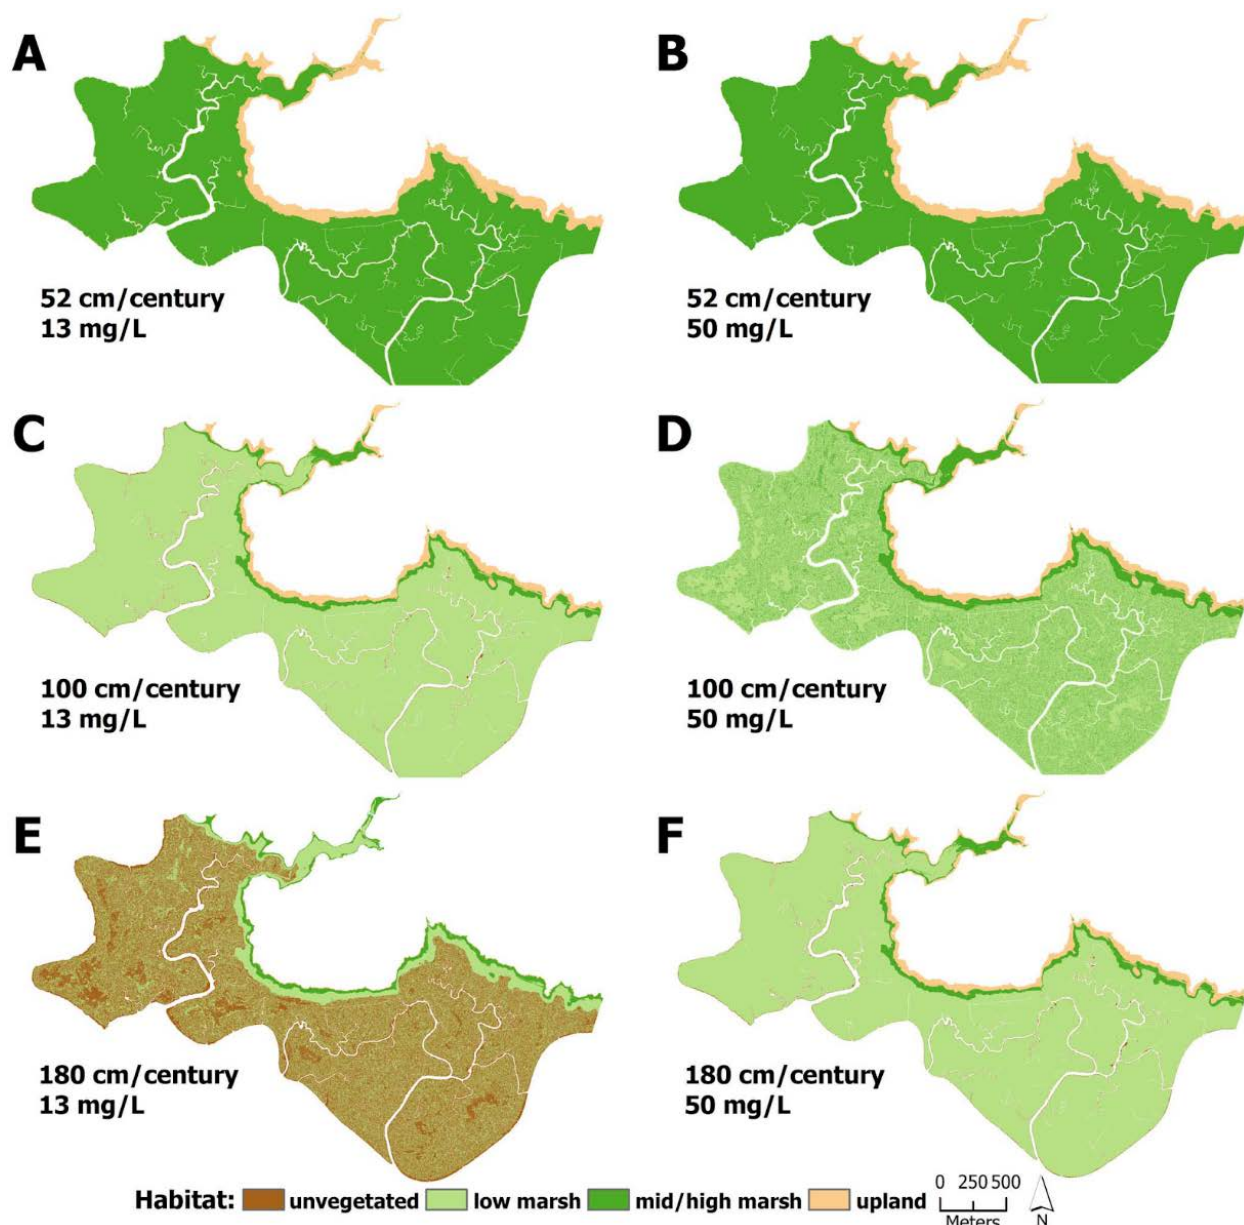 A
B
52 cm/century
13 mg/L
52 cm/century
50 mg/L
C
D
100 cm/century
13 mg/L
100 cm/century
50 mg/L
E
F
180 cm/century
13 mg/L
180 cm/century
50 mg/L
Habitat: unvegetated low marsh mid/high marsh upland
0 250 500
Meters
N